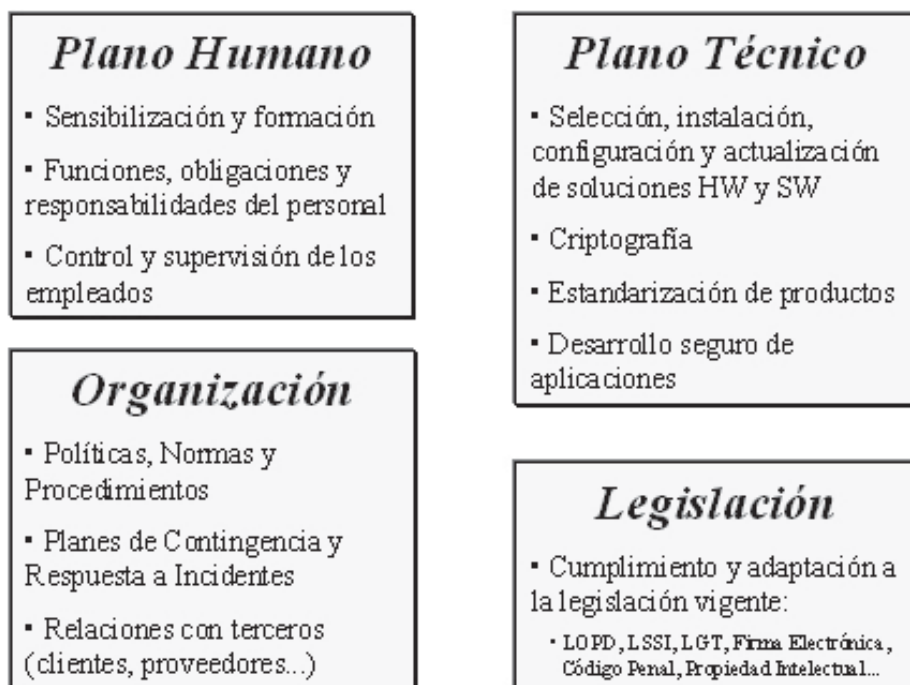 Plano Humano
▪ Sensibilización y formación
▪ Funciones, obligaciones y
responsabilidades del personal
▪ Control y supervisión de los
empleados
Plano Técnico
▪ Selección, instalación,
configuración y actualización
de soluciones HW y SW
▪ Criptografía
▪ Estandarización de productos
▪ Desarrollo seguro de
aplicaciones
Organización
▪ Políticas, Normas y
Procedimientos
▪ Planes de Contingencia y
Respuesta a Incidentes
▪ Relaciones con terceros
(clientes, proveedores...)
Legislación
▪ Cumplimiento y adaptación a
la legislación vigente:
▪ LOPD, LSSI, LGT, Firma Electrónica,
Código Penal, Propiedad Intelectual...